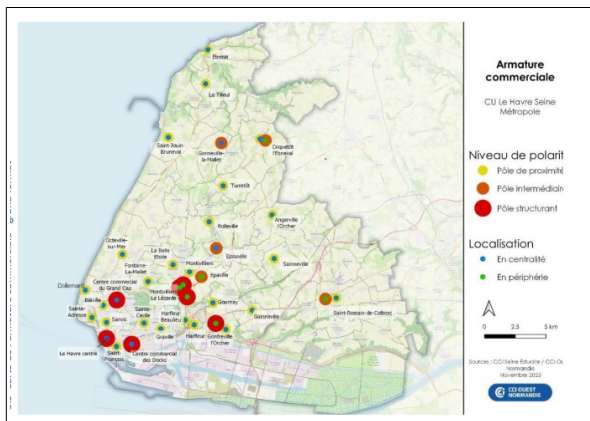 Armature
commerciale
CU Le Havre Seine
Métropole
Niveau de polarit
Pôle de proximité
Pôle intermédiair
Pôle structurant
Localisation
En centralité
En périphérie
0 2.5 5 km
Sources : CCI Seine Estuaire / CCI Ou
Normandie
Novembre 2023
CCI OUEST
NORMANDIE
Etretat
Le Tilleul
Saint-Jouin
Bruneval
Gonneville-
la-Mallet
Criquetot
l'Esneval
Turretôt
Angerville
l'Orcher
Rolleville
Octeville-
sur-Mer
La Belle
Etoile
Epouville
Fontaine-
La-Mallet
Montivilliers
Sainneville
Epaville
Dollemard
Centre commercial
du Grand Cap
Montivilliers
La Lézarde
Bléville
Gournay
Saint-Romain-de-Colbosc
Sainte-
Adresse
Sanvic
Sainte-
Cécile
Harfleur
Beaulieu
Gainneville
Graville
Harfleur
Gonfreville
l'Orcher
Le Havre centre
Saint-
François
Centre commercial
des Docks